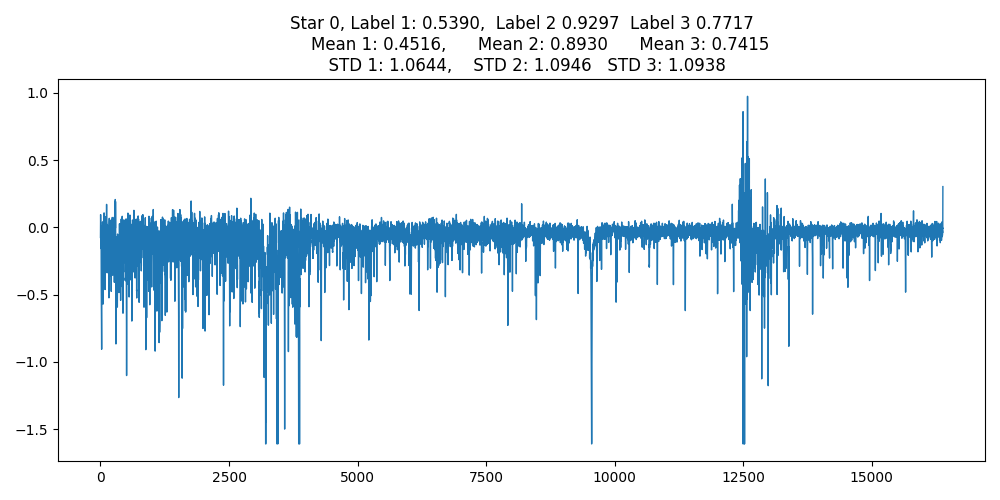 Star 0, Label 1: 0.5390,  Label 2 0.9297  Label 3 0.7717
Mean 1: 0.4516,      Mean 2: 0.8930      Mean 3: 0.7415
STD 1: 1.0644,    STD 2: 1.0946   STD 3: 1.0938
1.0
0.5
0.0
−0.5
−1.0
−1.5
0 2500 5000 7500 10000 12500 15000